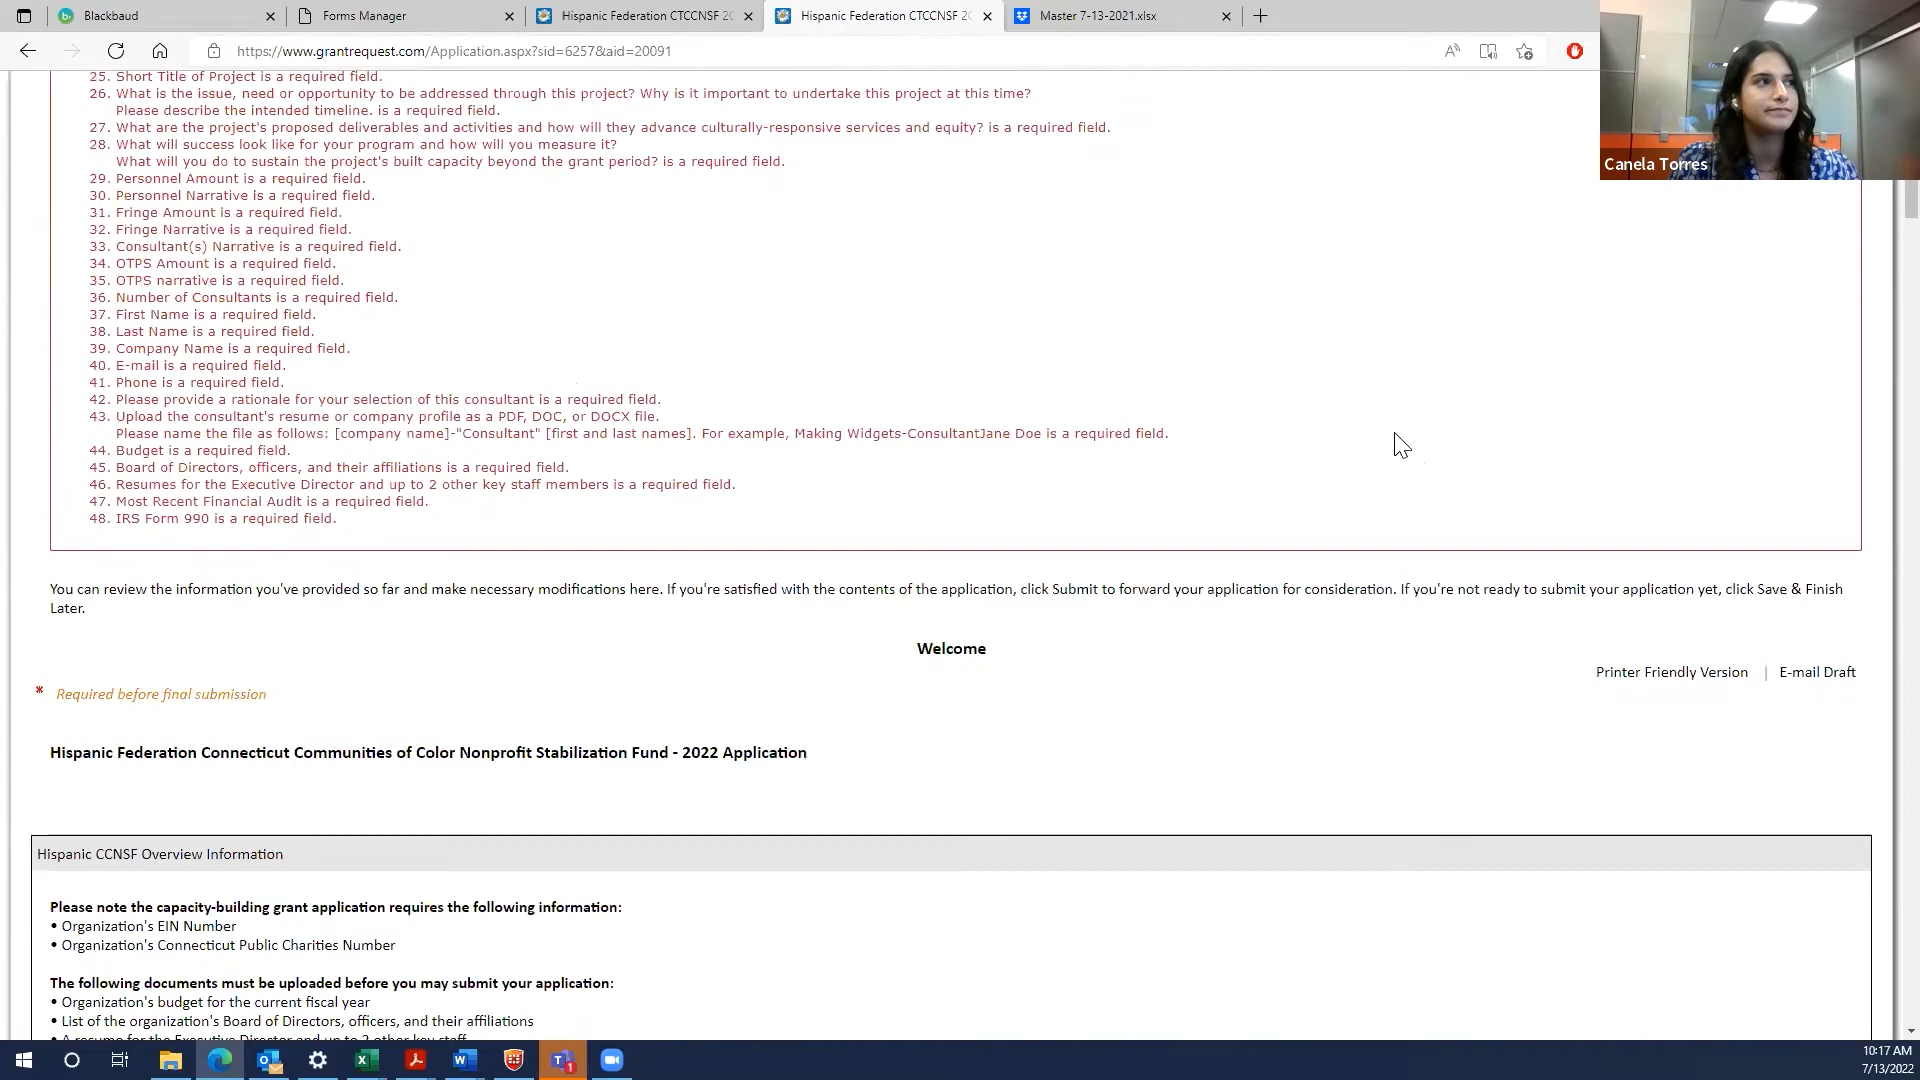 Blackbaud
Forms Manager
Hispanic Federation CTCCNSF 20
Hispanic Federation CTCCNSF 20
Master 7-13-2021.xlsx
https://www.grantrequest.com/Application.aspx?sid=6257&aid=20091
Canela Torres
25. Short Title of Project is a required field.
26. What is the issue, need or opportunity to be addressed through this project? Why is it important to undertake this project at this time?
Please describe the intended timeline. is a required field.
27. What are the project's proposed deliverables and activities and how will they advance culturally-responsive services and equity? is a required field.
28. What will success look like for your program and how will you measure it?
What will you do to sustain the project's built capacity beyond the grant period? is a required field.
29. Personnel Amount is a required field.
30. Personnel Narrative is a required field.
31. Fringe Amount is a required field.
32. Fringe Narrative is a required field.
33. Consultant(s) Narrative is a required field.
34. OTPS Amount is a required field.
35. OTPS narrative is a required field.
36. Number of Consultants is a required field.
37. First Name is a required field.
38. Last Name is a required field.
39. Company Name is a required field.
40. E-mail is a required field.
41. Phone is a required field.
42. Please provide a rationale for your selection of this consultant is a required field.
43. Upload the consultant's resume or company profile as a PDF, DOC, or DOCX file.
Please name the file as follows: [company name]-"Consultant" [first and last names]. For example, Making Widgets-ConsultantJane Doe is a required field.
44. Budget is a required field.
45. Board of Directors, officers, and their affiliations is a required field.
46. Resumes for the Executive Director and up to 2 other key staff members is a required field.
47. Most Recent Financial Audit is a required field.
48. IRS Form 990 is a required field.
You can review the information you've provided so far and make necessary modifications here. If you're satisfied with the contents of the application, click Submit to forward your application for consideration. If you're not ready to submit your application yet, click Save & Finish
Later.
Welcome
Printer Friendly Version | E-mail Draft
* Required before final submission
Hispanic Federation Connecticut Communities of Color Nonprofit Stabilization Fund - 2022 Application
Hispanic CCNSF Overview Information
Please note the capacity-building grant application requires the following information:
• Organization's EIN Number
• Organization's Connecticut Public Charities Number
The following documents must be uploaded before you may submit your application:
• Organization's budget for the current fiscal year
• List of the organization's Board of Directors, officers, and their affiliations
• A resume for the Executive Director and up to 2 other key staff
10:17 AM
7/13/2022